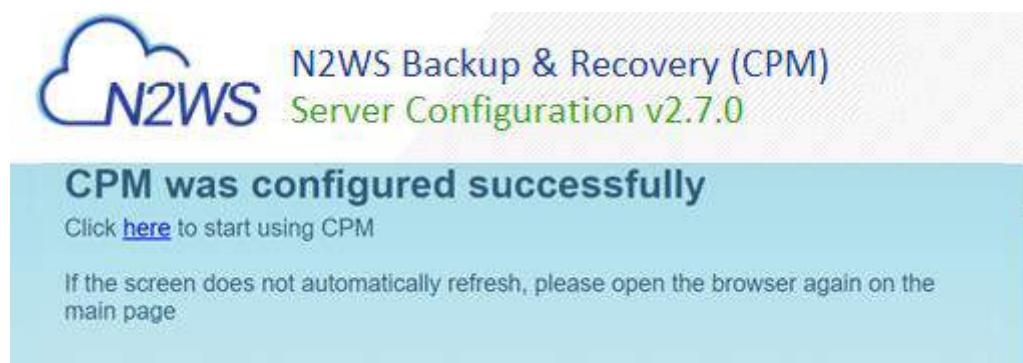 N2WS
N2WS Backup & Recovery (CPM)
Server Configuration v2.7.0
CPM was configured successfully
Click here to start using CPM
If the screen does not automatically refresh, please open the browser again on the
main page